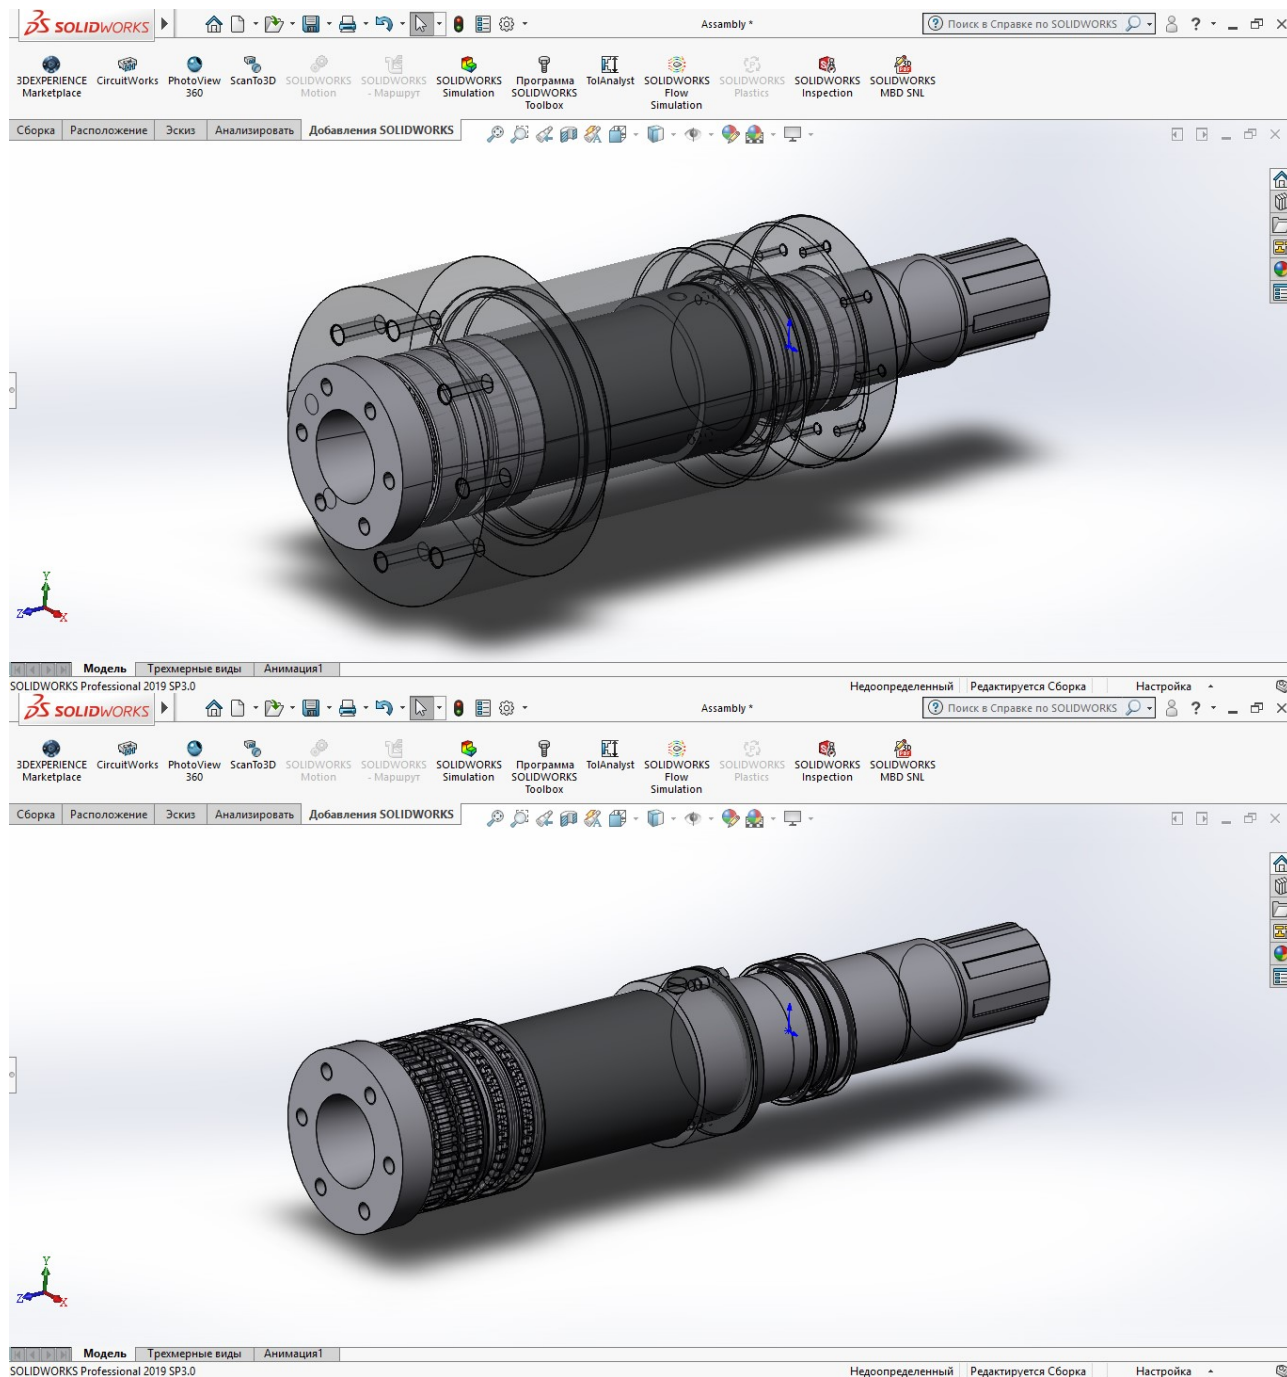 SOLIDWORKS
Assambly *
Поиск в Справке по SOLIDWORKS
3DEXPERIENCE Marketplace
CircuitWorks
PhotoView 360
ScanTo3D
SOLIDWORKS Motion
SOLIDWORKS - Маршрут
SOLIDWORKS Simulation
Программа SOLIDWORKS Toolbox
TolAnalyst
SOLIDWORKS Flow Simulation
SOLIDWORKS Plastics
SOLIDWORKS Inspection
SOLIDWORKS MBD SNL
Сборка Расположение Эскиз Анализировать Добавления SOLIDWORKS
Y
Z X
Модель Трехмерные виды Анимация1
SOLIDWORKS Professional 2019 SP3.0 Недоопределенный Редактируется Сборка Настройка
SOLIDWORKS
Assambly *
Поиск в Справке по SOLIDWORKS
3DEXPERIENCE Marketplace
CircuitWorks
PhotoView 360
ScanTo3D
SOLIDWORKS Motion
SOLIDWORKS - Маршрут
SOLIDWORKS Simulation
Программа SOLIDWORKS Toolbox
TolAnalyst
SOLIDWORKS Flow Simulation
SOLIDWORKS Plastics
SOLIDWORKS Inspection
SOLIDWORKS MBD SNL
Сборка Расположение Эскиз Анализировать Добавления SOLIDWORKS
Y
Z X
Модель Трехмерные виды Анимация1
SOLIDWORKS Professional 2019 SP3.0 Недоопределенный Редактируется Сборка Настройка